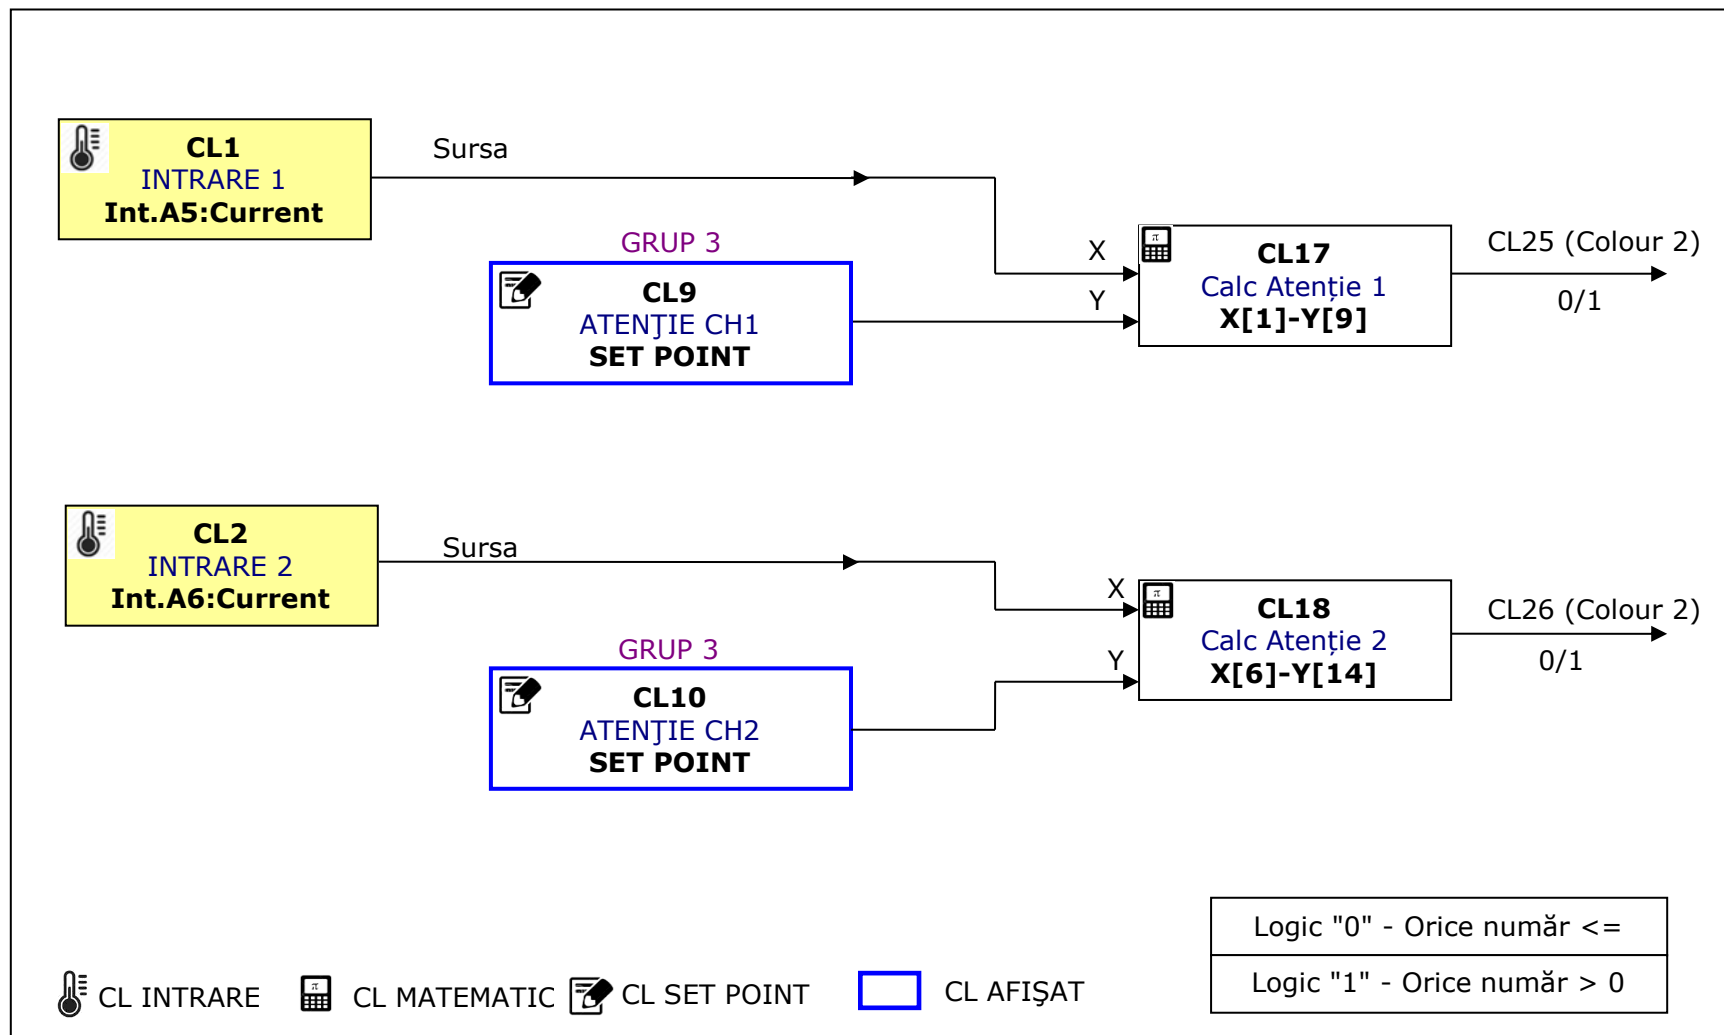 CL1
INTRARE 1
Int.A5:Current
Sursa
GRUP 3
CL9
ATENŢIE CH1
SET POINT
X
Y
π
CL17
Calc Atenție 1
X[1]-Y[9]
CL25 (Colour 2)
0/1
CL2
INTRARE 2
Int.A6:Current
Sursa
GRUP 3
CL10
ATENŢIE CH2
SET POINT
X
Y
π
CL18
Calc Atenție 2
X[6]-Y[14]
CL26 (Colour 2)
0/1
Logic "0" - Orice număr <=
Logic "1" - Orice număr > 0
CL INTRARE
π
CL MATEMATIC
CL SET POINT
CL AFIŞAT